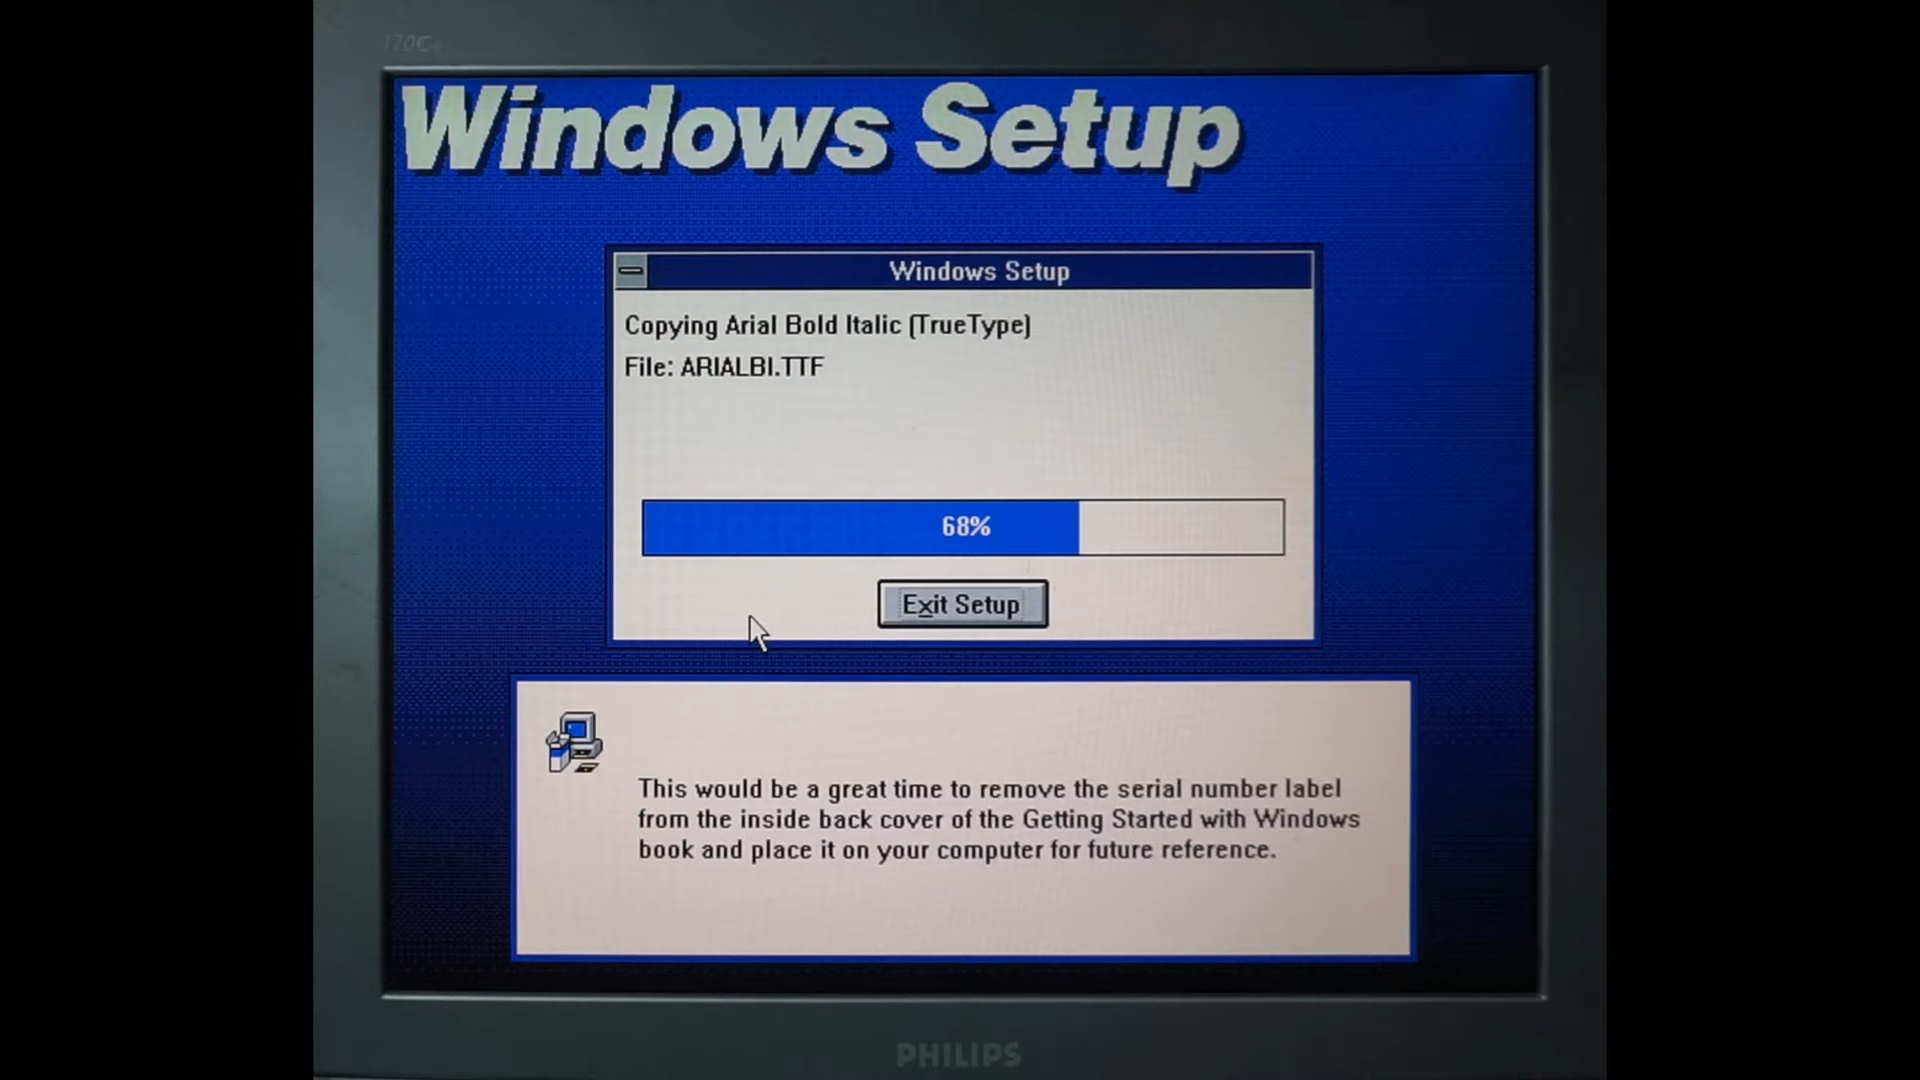 Windows Setup
Windows Setup
Copying Arial Bold Italic (TrueType)
File: ARIALBI.TTF
68%
Exit Setup
This would be a great time to remove the serial number label
from the inside back cover of the Getting Started with Windows
book and place it on your computer for future reference.
PHILIPS